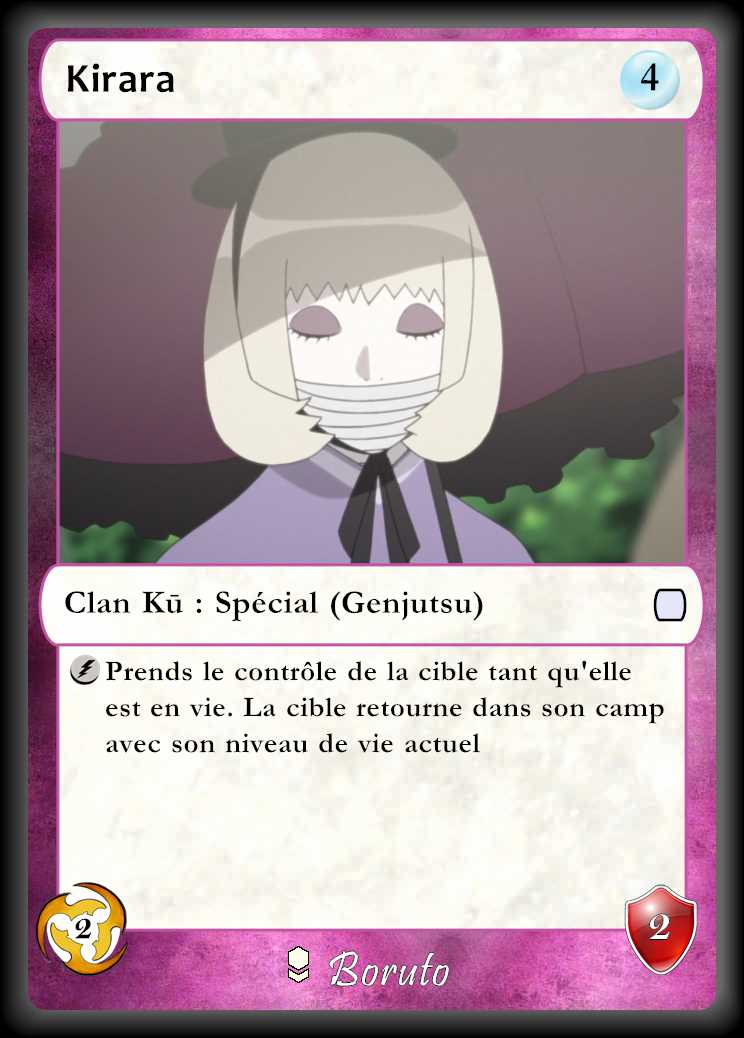 Kirara
4
Clan Kū : Spécial (Genjutsu)
Prends le contrôle de la cible tant qu'elle
est en vie. La cible retourne dans son camp
avec son niveau de vie actuel
2
2
Boruto